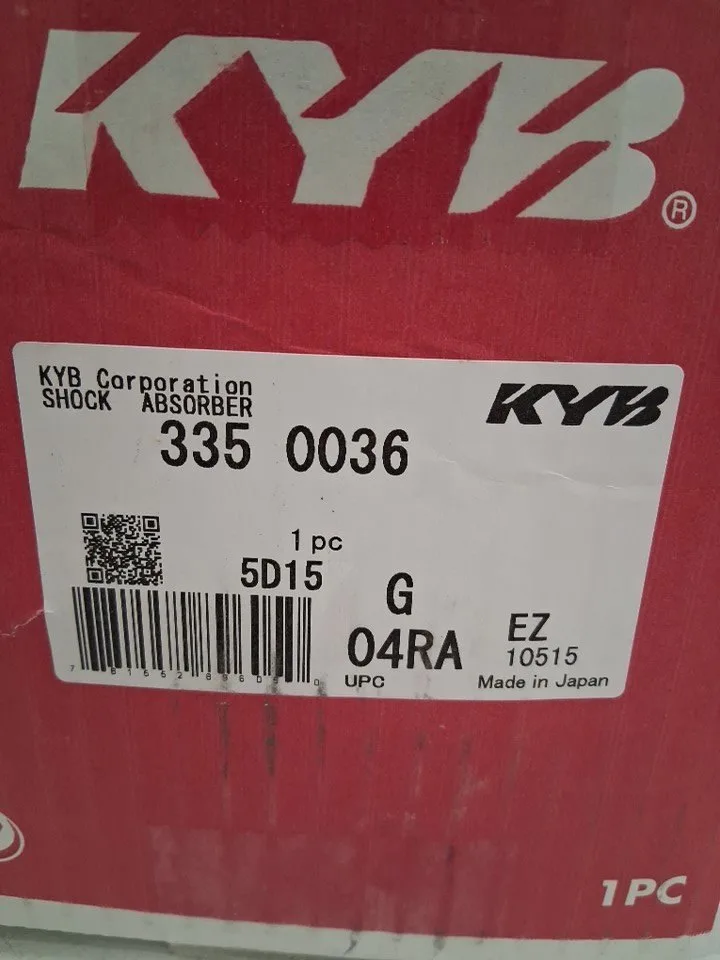 KYB®
KYB Corporation
SHOCK ABSORBER
KYB
335 0036
1 pc
5D15
G
04RA
EZ
10515
UPC
Made in Japan
1PC